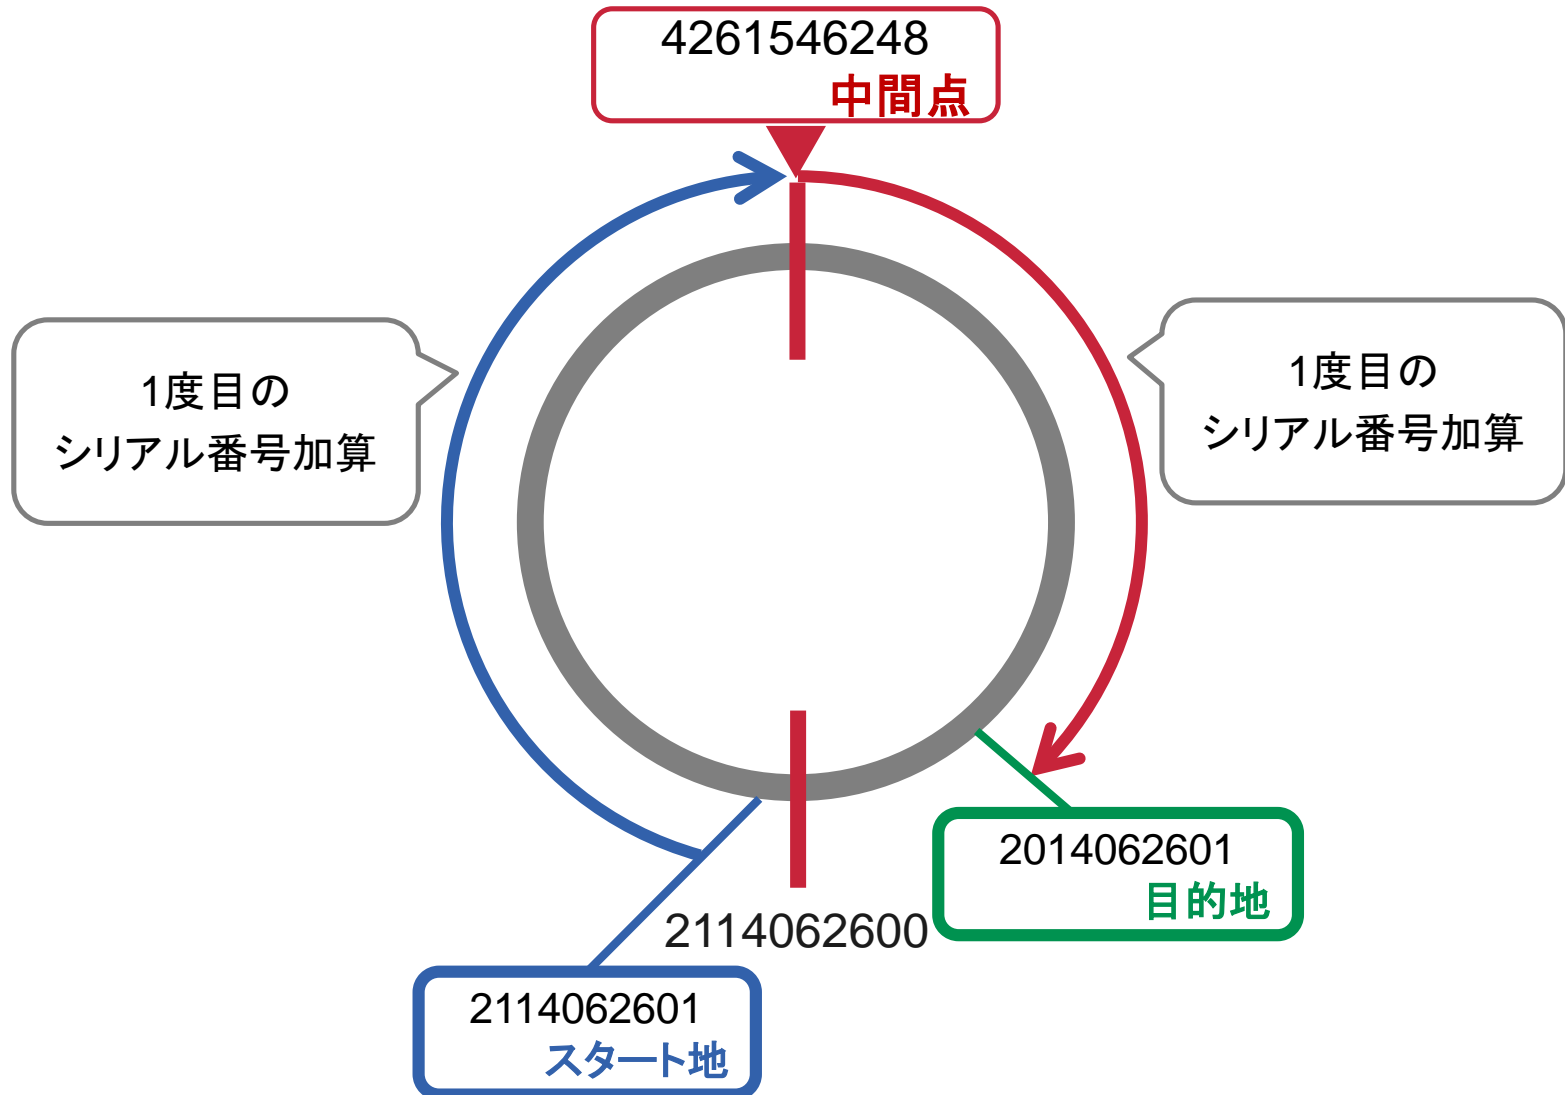 4261546248
中間点
1度目の
シリアル番号加算
1度目の
シリアル番号加算
2014062601
目的地
2114062600
2114062601
スタート地